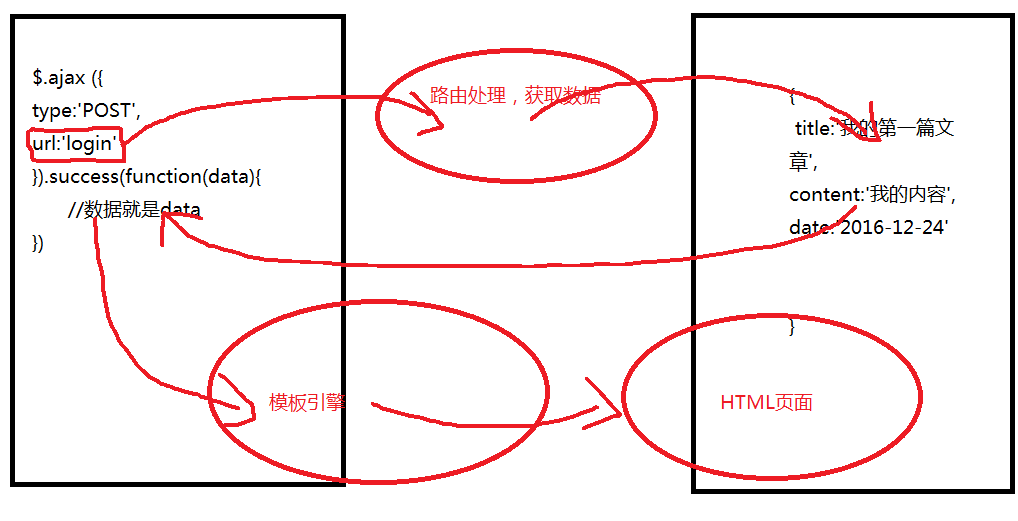 $.ajax ({
type:'POST',
url:'login'
}).success(function(data){
//数据就是data
})
路由处理，获取数据
{
title:'我的第一篇文
章',
content:'我的内容',
date:'2016-12-24'
}
模板引擎
HTML页面